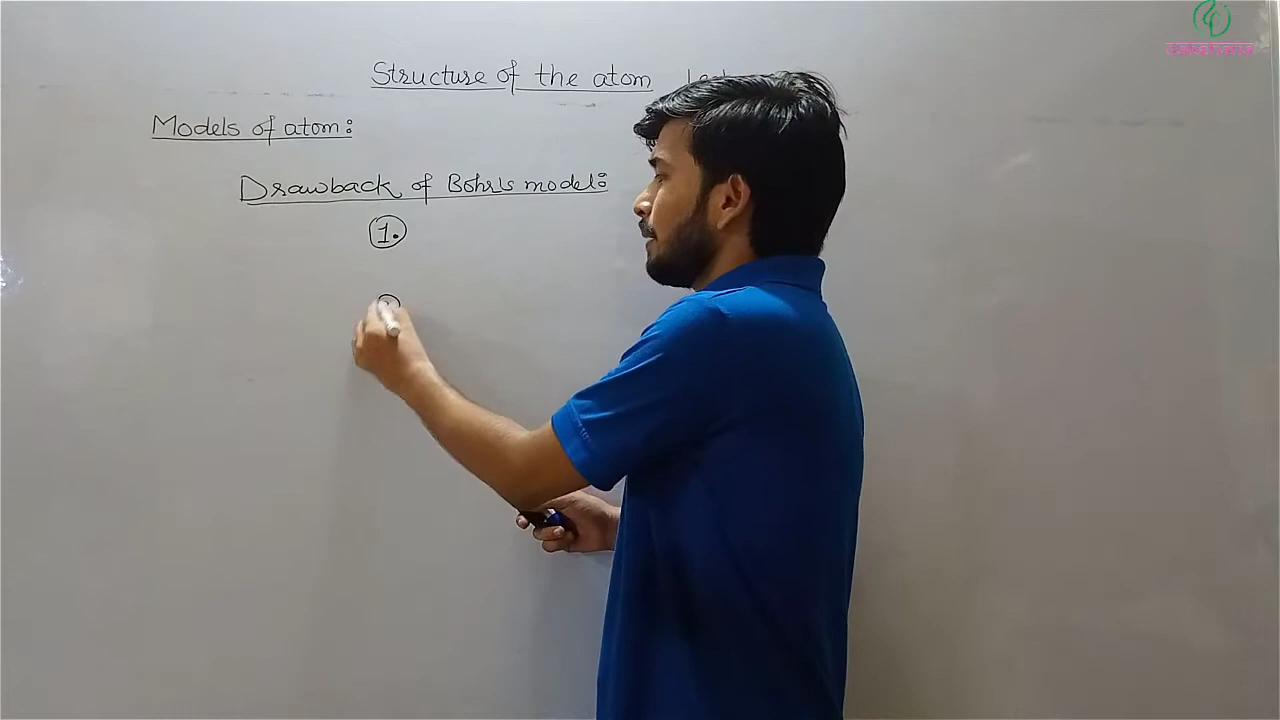 Structure of the atom
Models of atom:
Drawback of Bohr's model:
1.